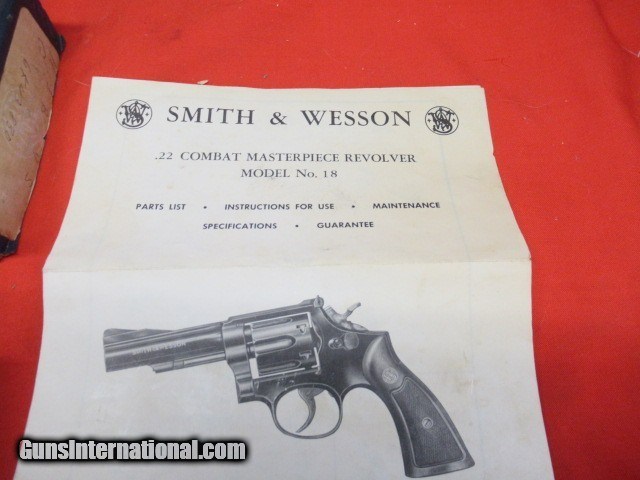 SMITH & WESSON
.22 COMBAT MASTERPIECE REVOLVER
MODEL No. 18
PARTS LIST • INSTRUCTIONS FOR USE • MAINTENANCE
SPECIFICATIONS • GUARANTEE
GunsInternational.com